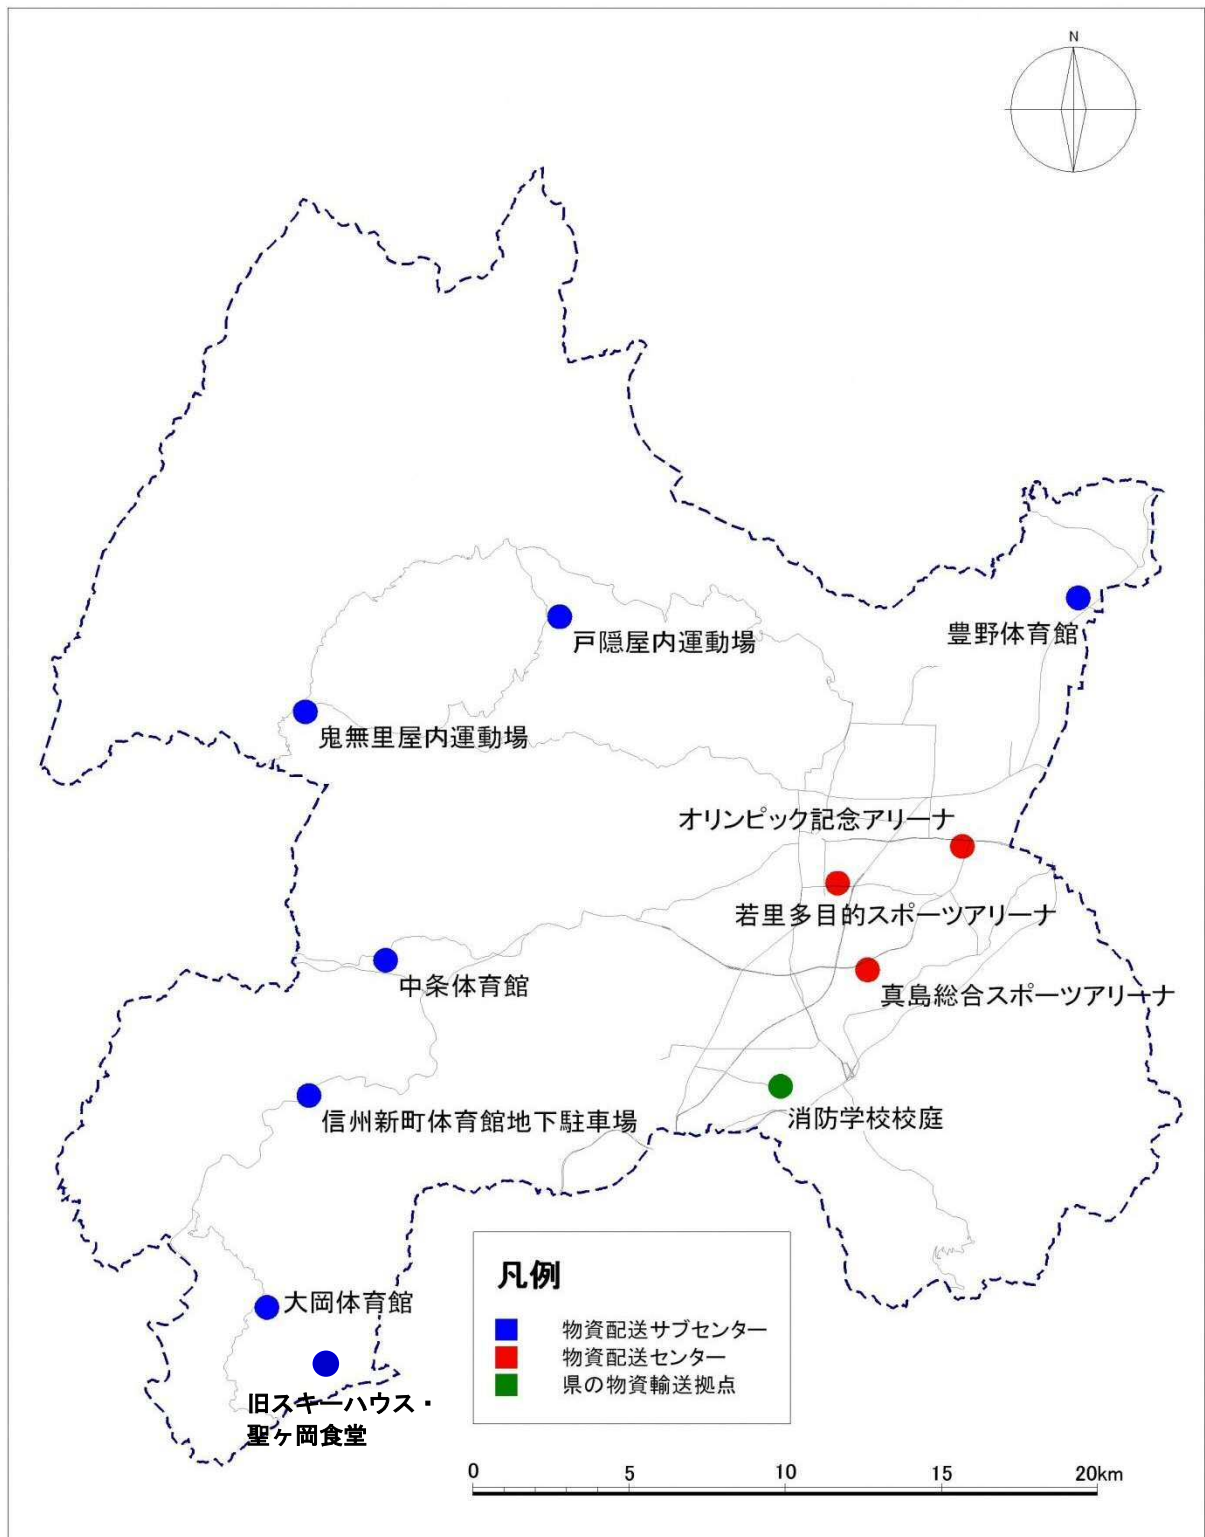 N
豊野体育館
戸隠屋内運動場
鬼無里屋内運動場
オリンピック記念アリーナ
若里多目的スポーツアリーナ
中条体育館
真島総合スポーツアリーナ
信州新町体育館地下駐車場
消防学校校庭
大岡体育館
旧スキーハウス・
聖ヶ岡食堂
凡例
物資配送サブセンター
物資配送センター
県の物資輸送拠点
0 5 10 15 20km